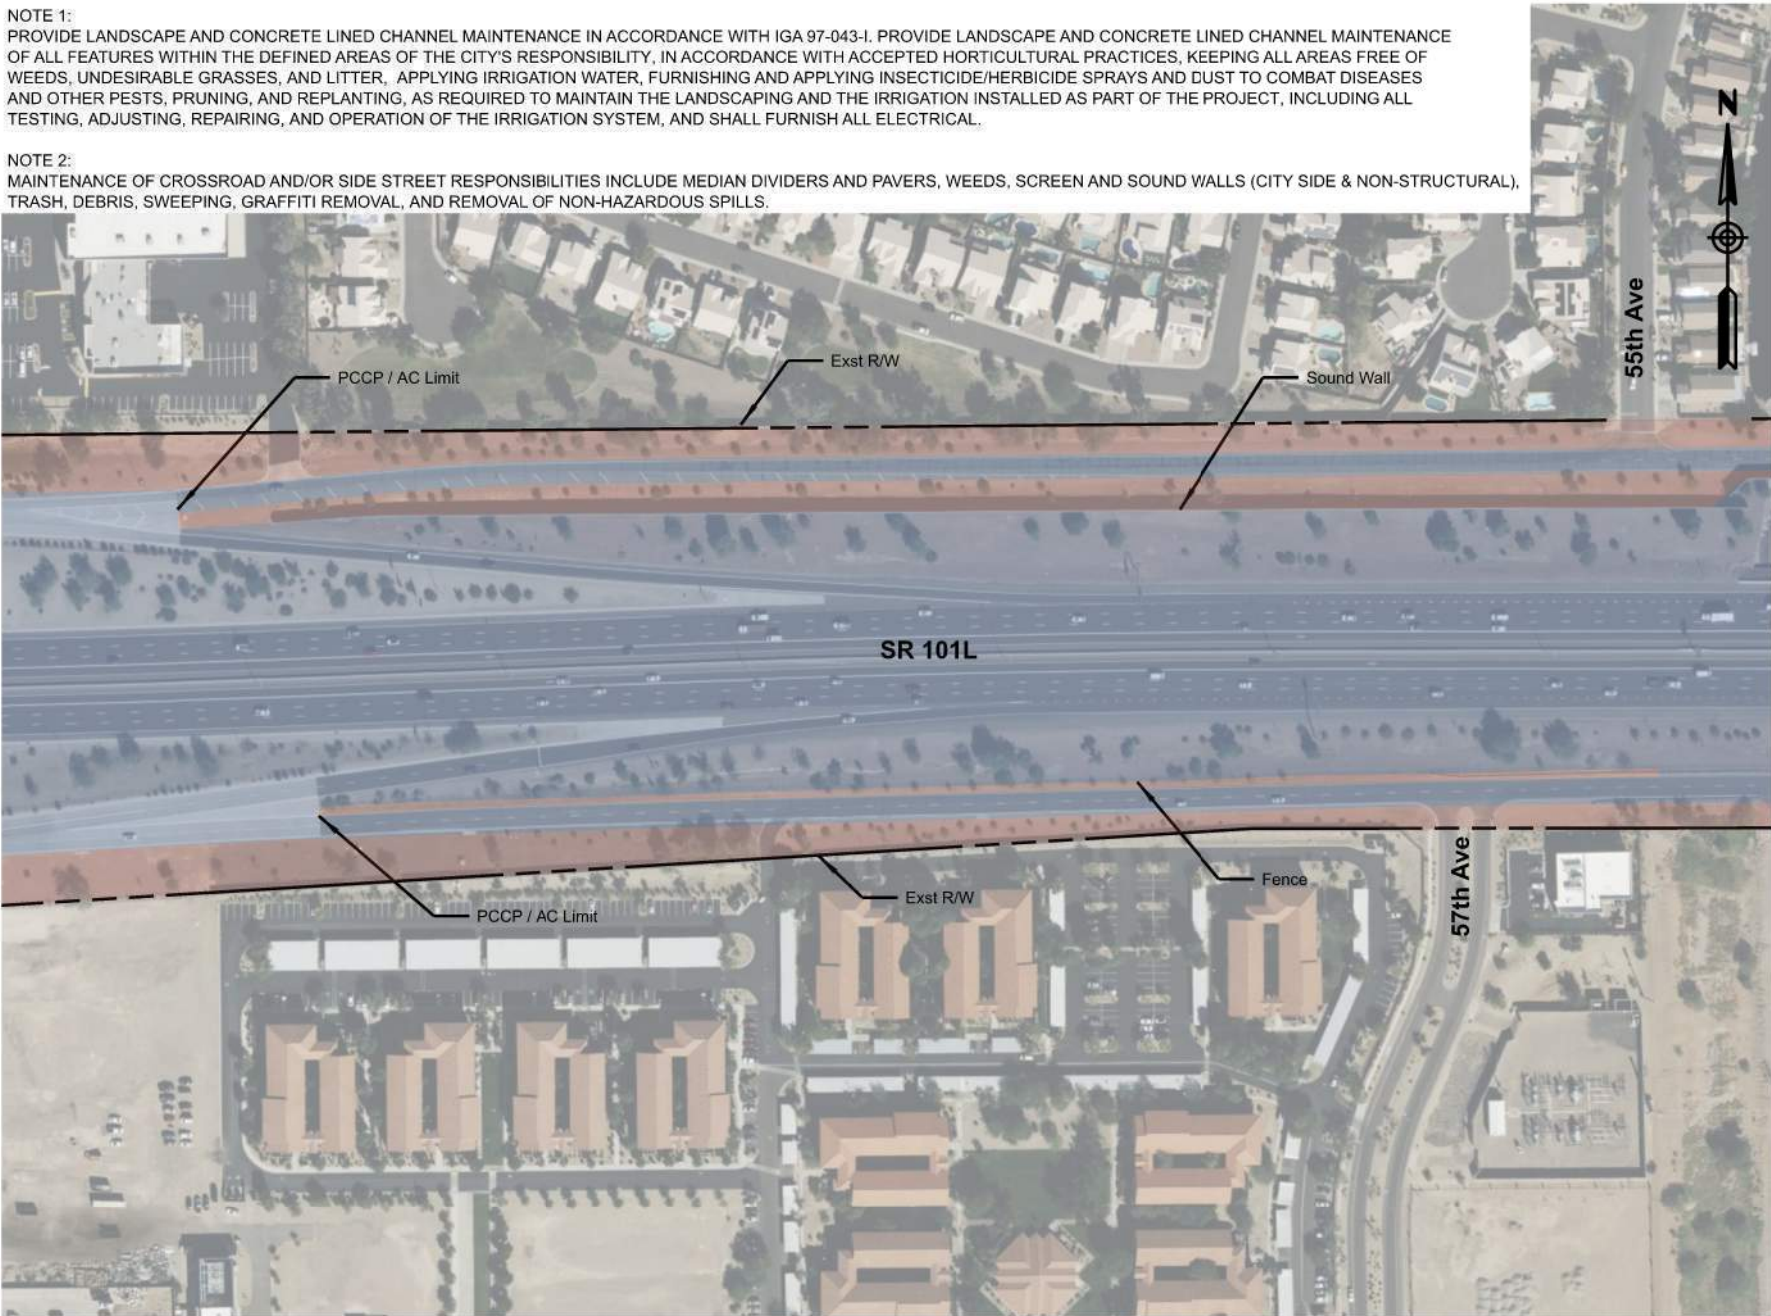 NOTE 1:
PROVIDE LANDSCAPE AND CONCRETE LINED CHANNEL MAINTENANCE IN ACCORDANCE WITH IGA 97-043-I. PROVIDE LANDSCAPE AND CONCRETE LINED CHANNEL MAINTENANCE
OF ALL FEATURES WITHIN THE DEFINED AREAS OF THE CITY'S RESPONSIBILITY, IN ACCORDANCE WITH ACCEPTED HORTICULTURAL PRACTICES, KEEPING ALL AREAS FREE OF
WEEDS, UNDESIRABLE GRASSES, AND LITTER, APPLYING IRRIGATION WATER, FURNISHING AND APPLYING INSECTICIDE/HERBICIDE SPRAYS AND DUST TO COMBAT DISEASES
AND OTHER PESTS, PRUNING, AND REPLANTING, AS REQUIRED TO MAINTAIN THE LANDSCAPING AND THE IRRIGATION INSTALLED AS PART OF THE PROJECT, INCLUDING ALL
TESTING, ADJUSTING, REPAIRING, AND OPERATION OF THE IRRIGATION SYSTEM, AND SHALL FURNISH ALL ELECTRICAL.
NOTE 2:
MAINTENANCE OF CROSSROAD AND/OR SIDE STREET RESPONSIBILITIES INCLUDE MEDIAN DIVIDERS AND PAVERS, WEEDS, SCREEN AND SOUND WALLS (CITY SIDE & NON-STRUCTURAL),
TRASH, DEBRIS, SWEEPING, GRAFFITI REMOVAL, AND REMOVAL OF NON-HAZARDOUS SPILLS.
N
55th Ave
Exst R/W
PCCP / AC Limit
Sound Wall
SR 101L
Fence
57th Ave
Exst R/W
PCCP / AC Limit